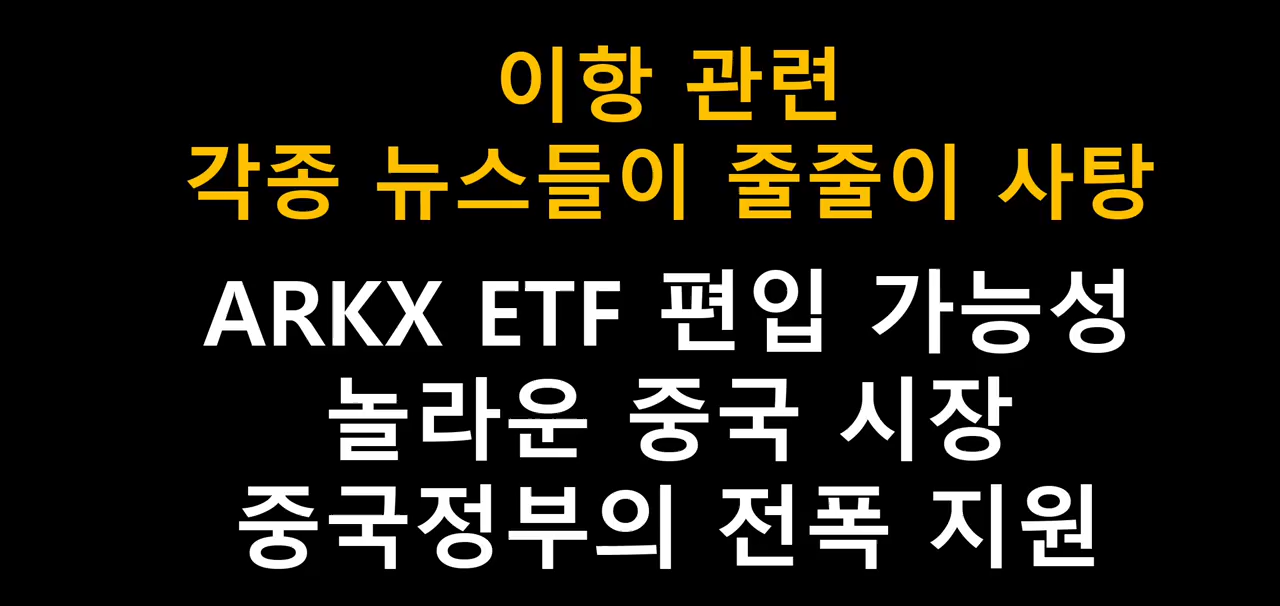 이항 관련
각종 뉴스들이 줄줄이 사탕
ARKX ETF 편입 가능성
놀라운 중국 시장
중국정부의 전폭 지원